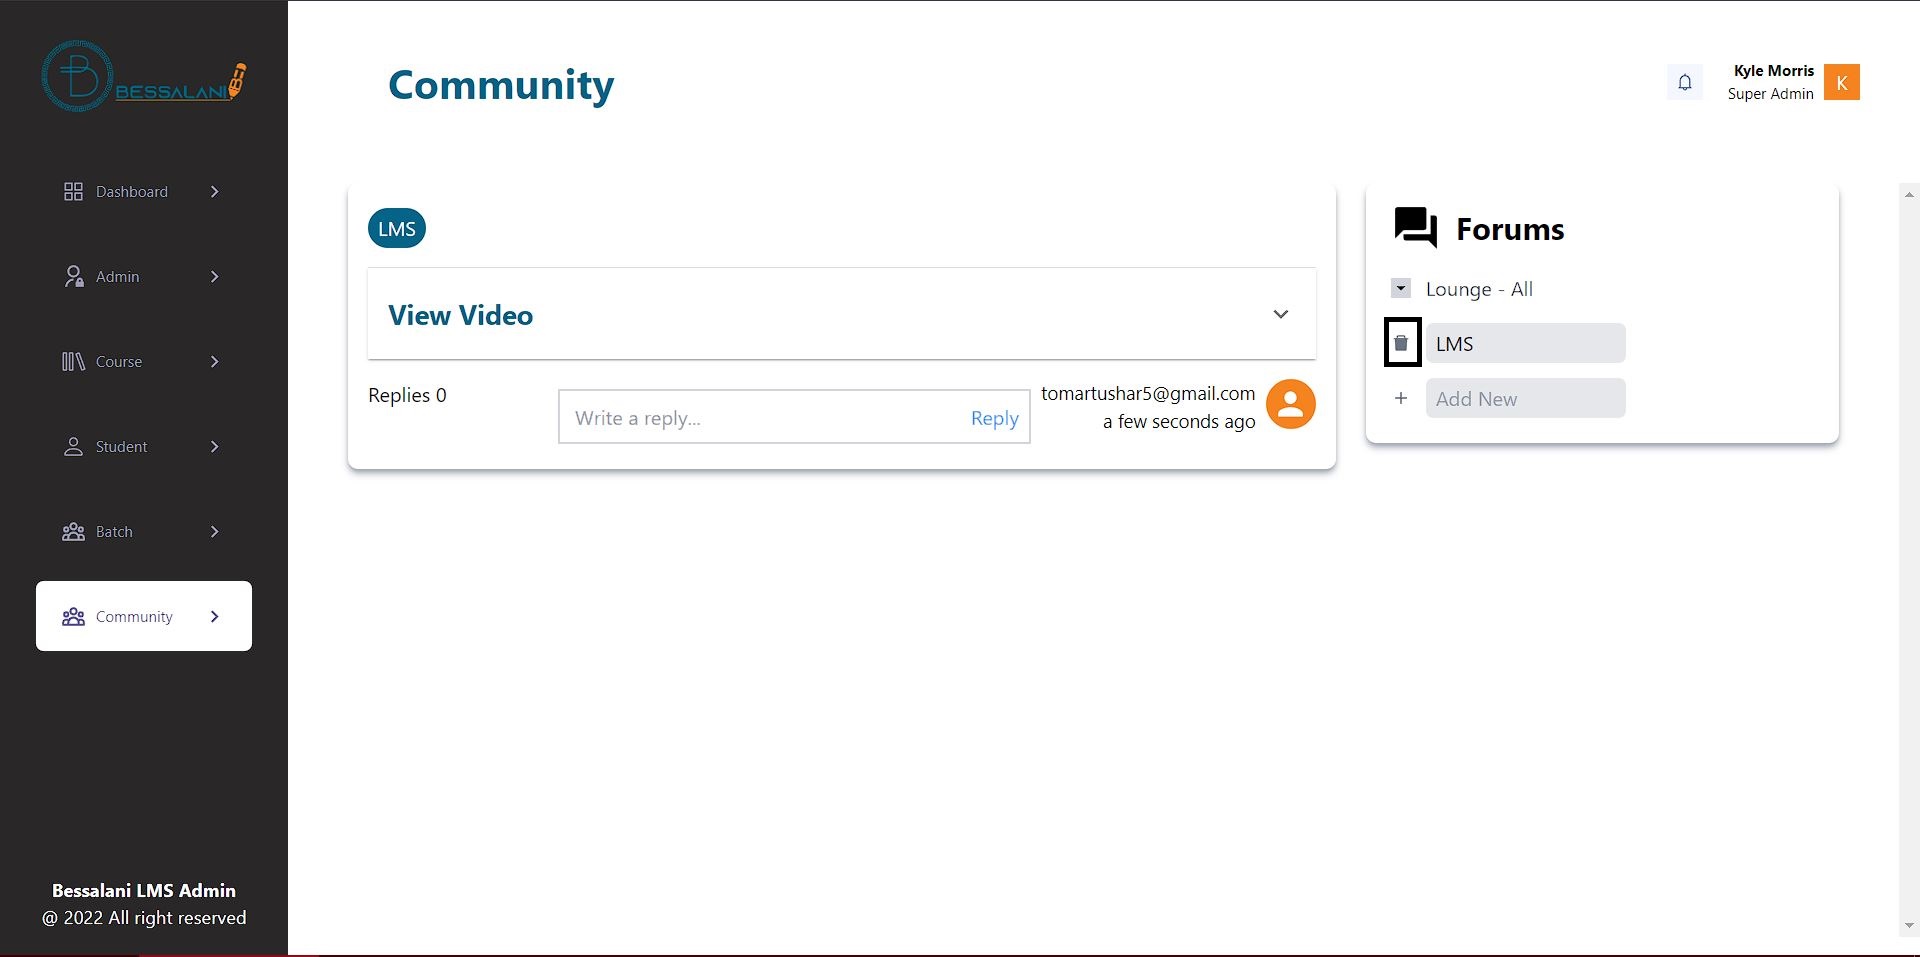 BESSALANI
Dashboard
Admin
Course
Student
Batch
Community
Bessalani LMS Admin
@ 2022 All right reserved
Community
Kyle Morris
Super Admin
K
LMS
View Video
Replies 0
Write a reply...
Reply
tomartushar5@gmail.com
a few seconds ago
Forums
Lounge - All
LMS
Add New